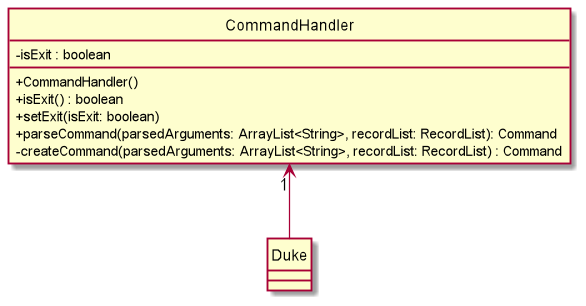 CommandHandler
-isExit : boolean
+CommandHandler()
+isExit() : boolean
+setExit(isExit: boolean)
+parseCommand(parsedArguments: ArrayList<String>, recordList: RecordList): Command
-createCommand(parsedArguments: ArrayList<String>, recordList: RecordList) : Command
1
Duke